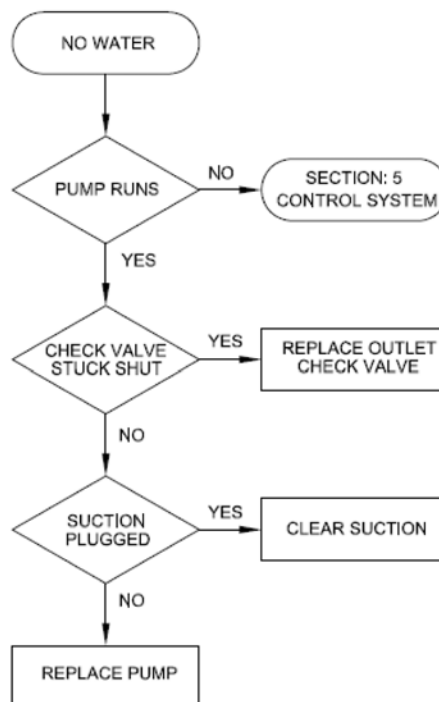 NO WATER
PUMP RUNS
NO
SECTION: 5
CONTROL SYSTEM
YES
CHECK VALVE
STUCK SHUT
YES
REPLACE OUTLET
CHECK VALVE
NO
SUCTION
PLUGGED
YES
CLEAR SUCTION
NO
REPLACE PUMP